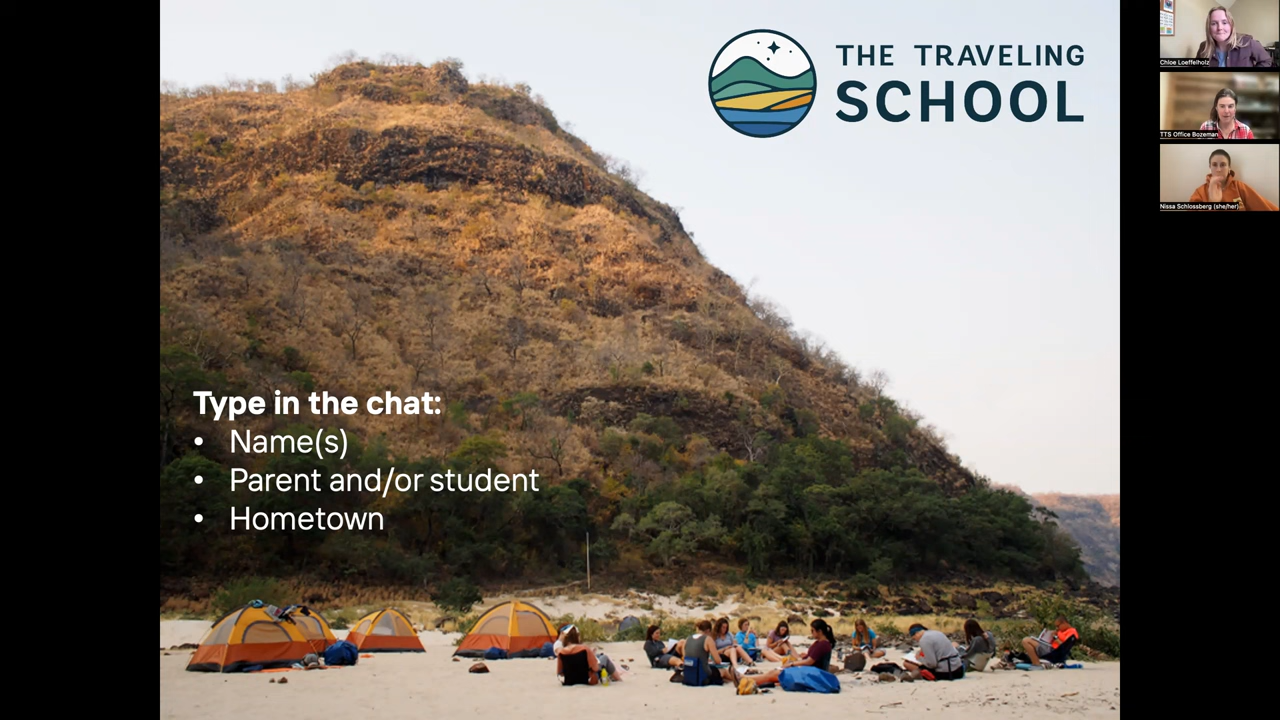 THE TRAVELING
SCHOOL
Type in the chat:
• Name(s)
• Parent and/or student
• Hometown
Chloe Loeffelholz
TTS Office Bozeman
Nissa Schlossberg (she/her)